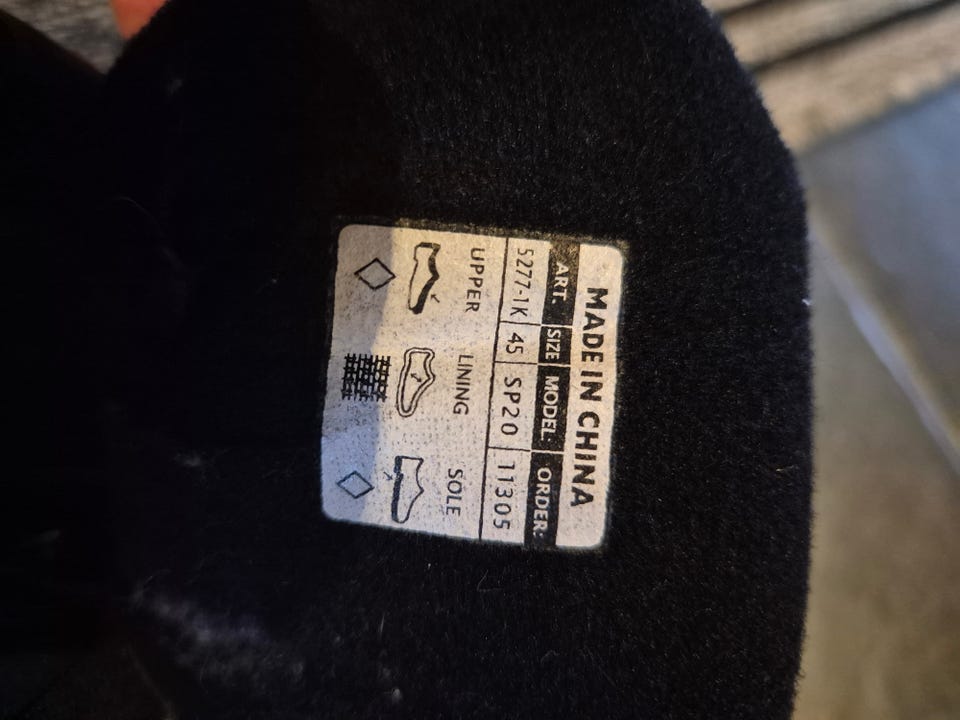 MADE IN CHINA
ART. SIZE MODEL: ORDER:
5277-1K 45 SP20 11305
UPPER LINING SOLE